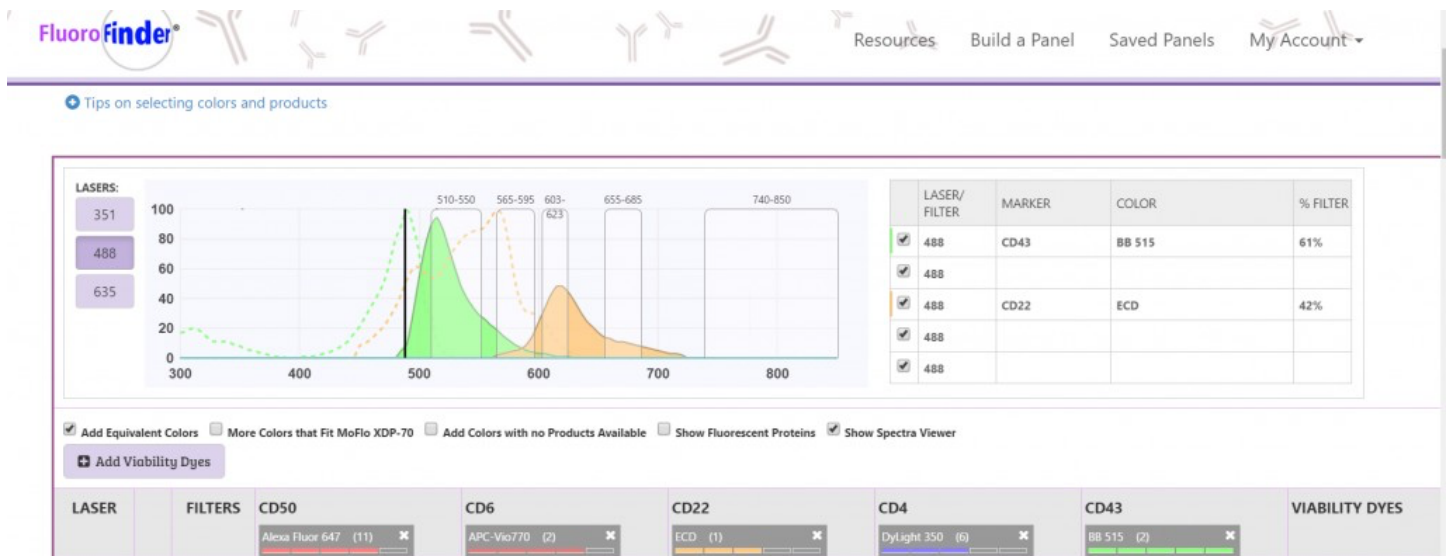 FluoroFinder®
Resources Build a Panel Saved Panels My Account
Tips on selecting colors and products
LASERS:
351
488
635
100
80
60
40
20
0
300 400 500 600 700 800
510-550 565-595 603-623 655-685 740-850
LASER/FILTER MARKER COLOR % FILTER
488 CD43 BB 515 61%
488
488 CD22 ECD 42%
488
488
Add Equivalent Colors More Colors that Fit MoFlo XDP-70 Add Colors with no Products Available Show Fluorescent Proteins Show Spectra Viewer
Add Viability Dyes
LASER FILTERS CD50 CD6 CD22 CD4 CD43 VIABILITY DYES
Alexa Fluor 647 (11) APC-Vio770 (2) ECD (1) DyLight 350 (6) BB 515 (2)